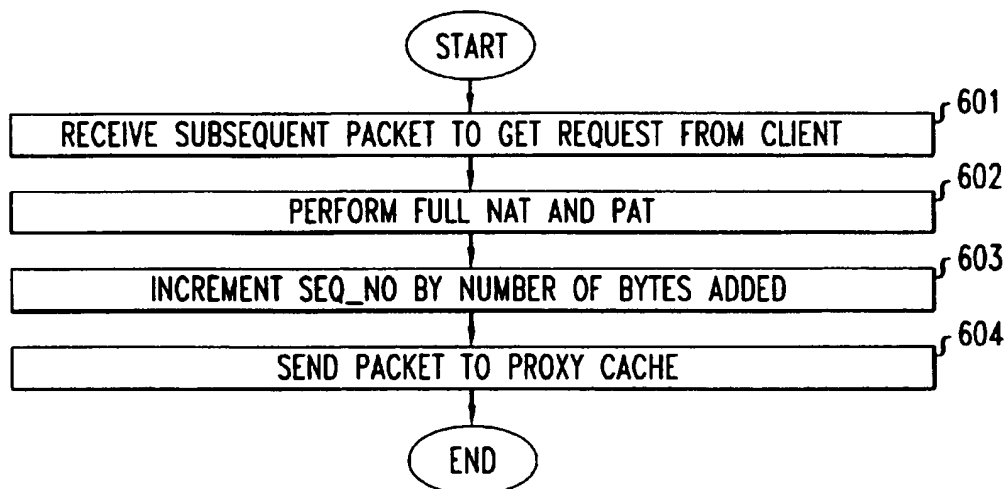 START
601
RECEIVE SUBSEQUENT PACKET TO GET REQUEST FROM CLIENT
602
PERFORM FULL NAT AND PAT
603
INCREMENT SEQ_NO BY NUMBER OF BYTES ADDED
604
SEND PACKET TO PROXY CACHE
END